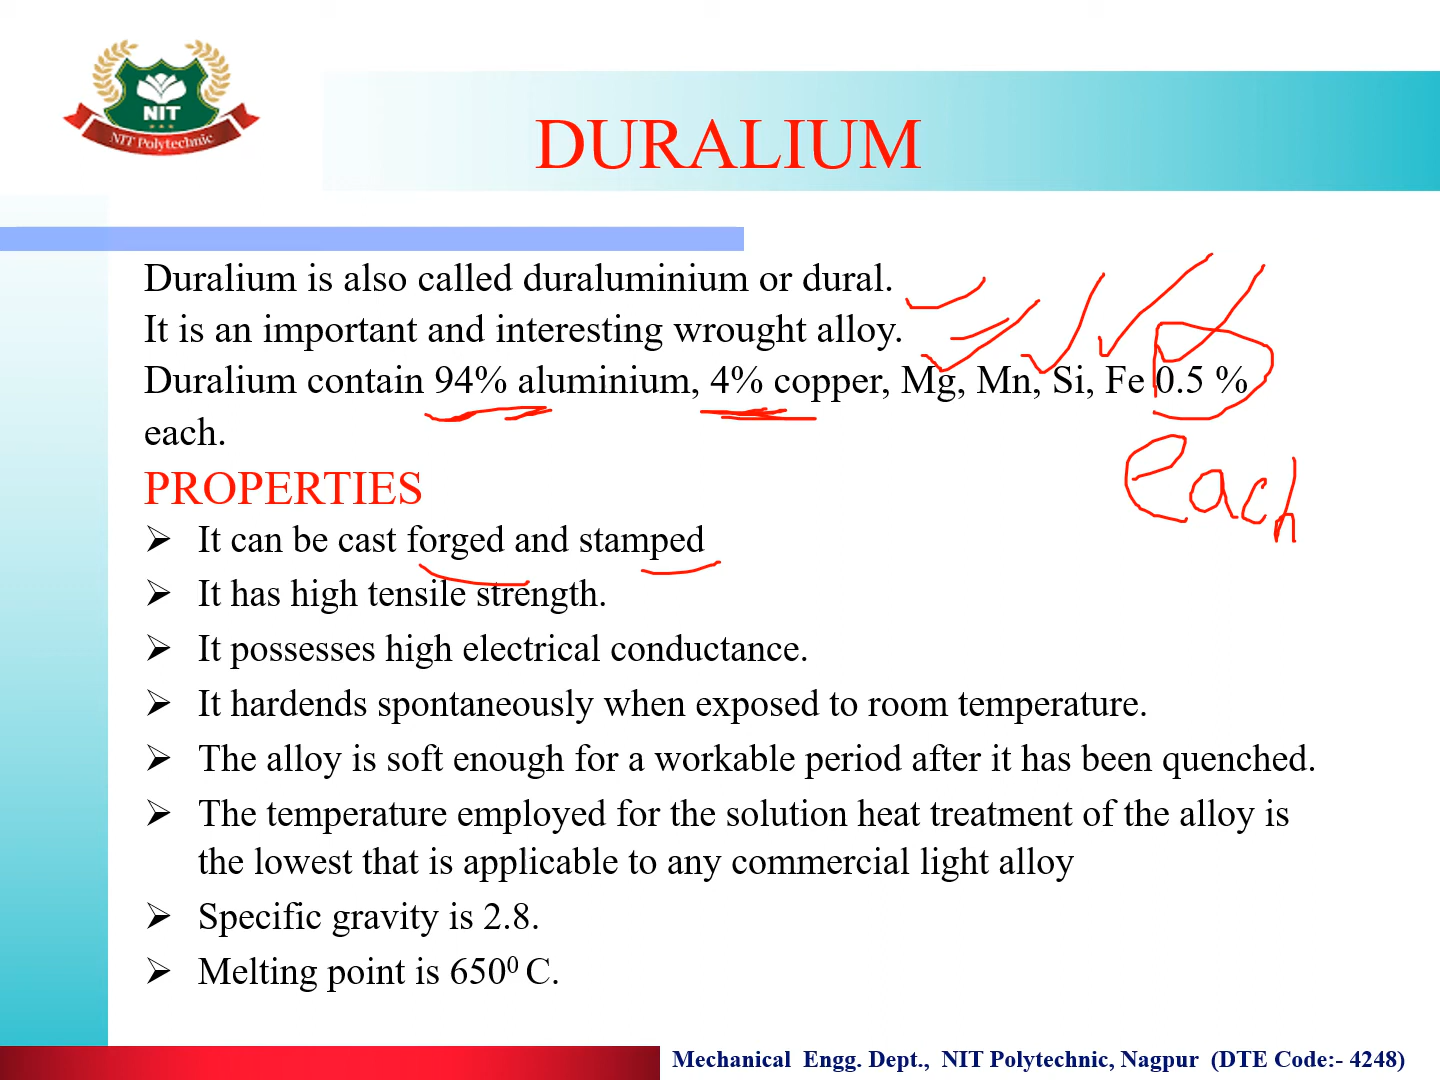 NIT
NIT Polytechnic
DURALIUM
Duralium is also called duraluminium or dural.
It is an important and interesting wrought alloy.
Duralium contain 94% aluminium, 4% copper, Mg, Mn, Si, Fe 0.5 %
each.
each
PROPERTIES
It can be cast forged and stamped
It has high tensile strength.
It possesses high electrical conductance.
It hardends spontaneously when exposed to room temperature.
The alloy is soft enough for a workable period after it has been quenched.
The temperature employed for the solution heat treatment of the alloy is
the lowest that is applicable to any commercial light alloy
Specific gravity is 2.8.
Melting point is 650⁰ C.
Mechanical Engg. Dept., NIT Polytechnic, Nagpur (DTE Code:- 4248)